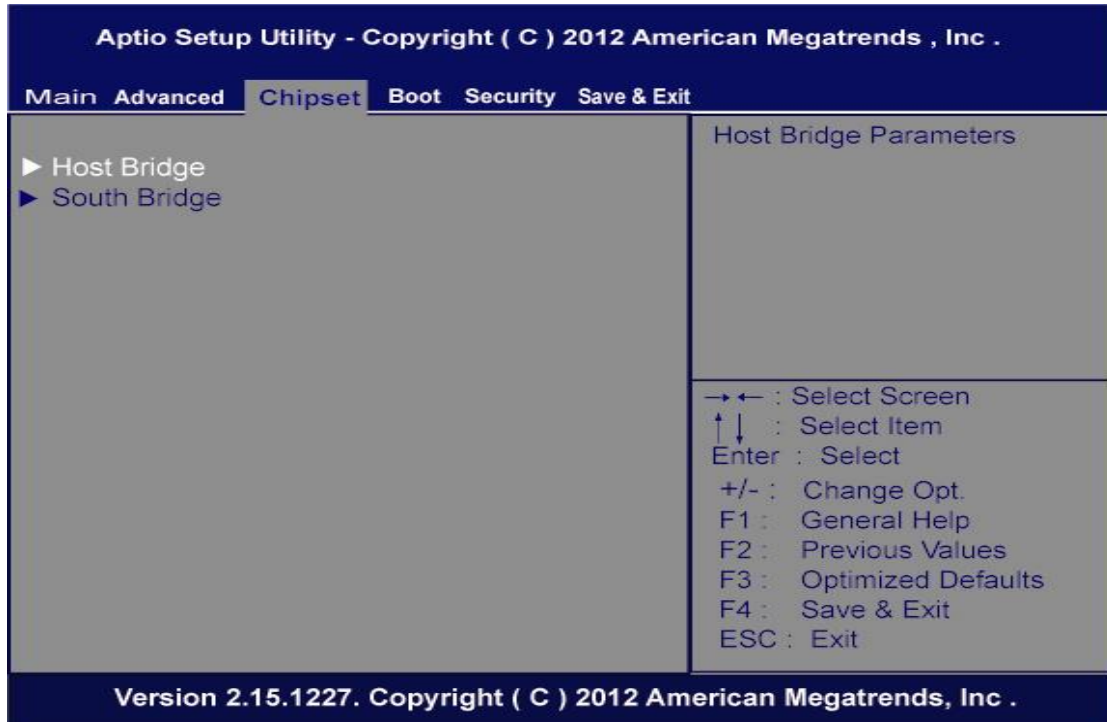 Aptio Setup Utility - Copyright ( C ) 2012 American Megatrends , Inc .
Main Advanced Chipset Boot Security Save & Exit
► Host Bridge
► South Bridge
Host Bridge Parameters
→ ← : Select Screen
↑ ↓ : Select Item
Enter : Select
+/- : Change Opt.
F1 : General Help
F2 : Previous Values
F3 : Optimized Defaults
F4 : Save & Exit
ESC : Exit
Version 2.15.1227. Copyright ( C ) 2012 American Megatrends, Inc .